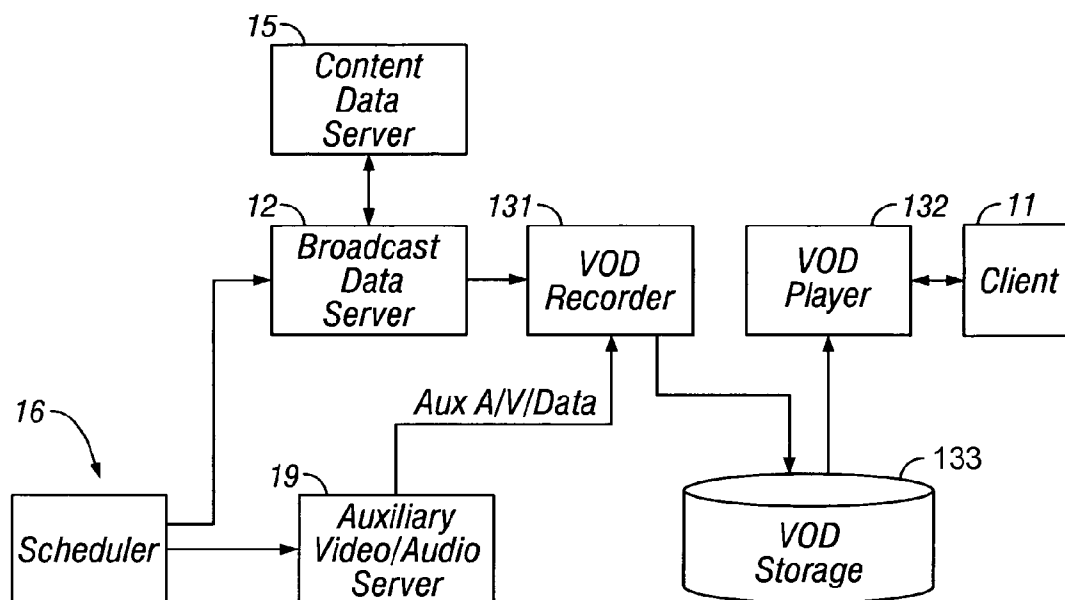 15
Content
Data
Server
12
Broadcast
Data
Server
131
VOD
Recorder
132
VOD
Player
11
Client
Aux A/V/Data
16
Scheduler
19
Auxiliary
Video/Audio
Server
133
VOD
Storage